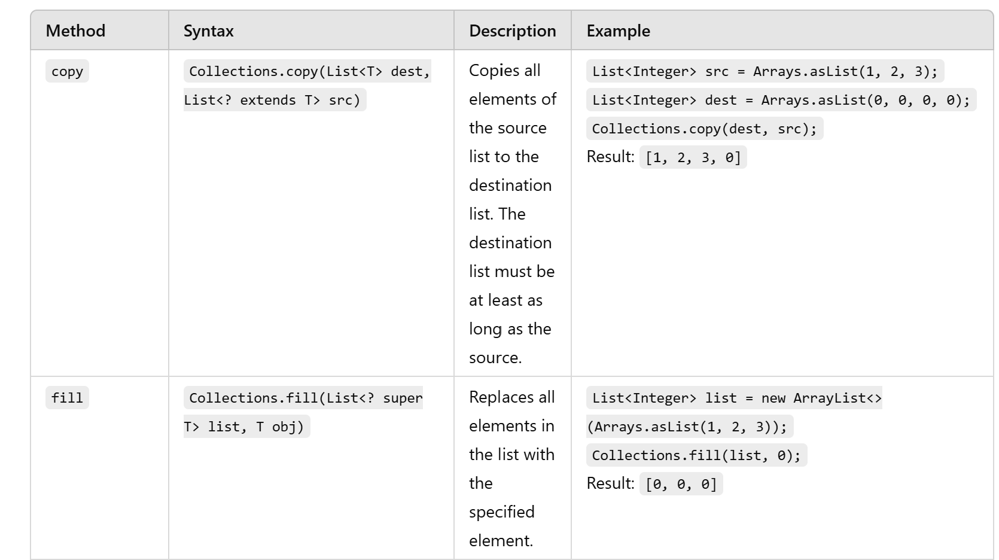 Method Syntax Description Example
copy
Collections.copy(List<T> dest,
List<? extends T> src)
Copies all
elements of
the source
list to the
destination
list. The
destination
list must be
at least as
long as the
source.
List<Integer> src = Arrays.asList(1, 2, 3);
List<Integer> dest = Arrays.asList(0, 0, 0, 0);
Collections.copy(dest, src);
Result: [1, 2, 3, 0]
fill
Collections.fill(List<? super
T> list, T obj)
Replaces all
elements in
the list with
the
specified
element.
List<Integer> list = new ArrayList<>
(Arrays.asList(1, 2, 3));
Collections.fill(list, 0);
Result: [0, 0, 0]